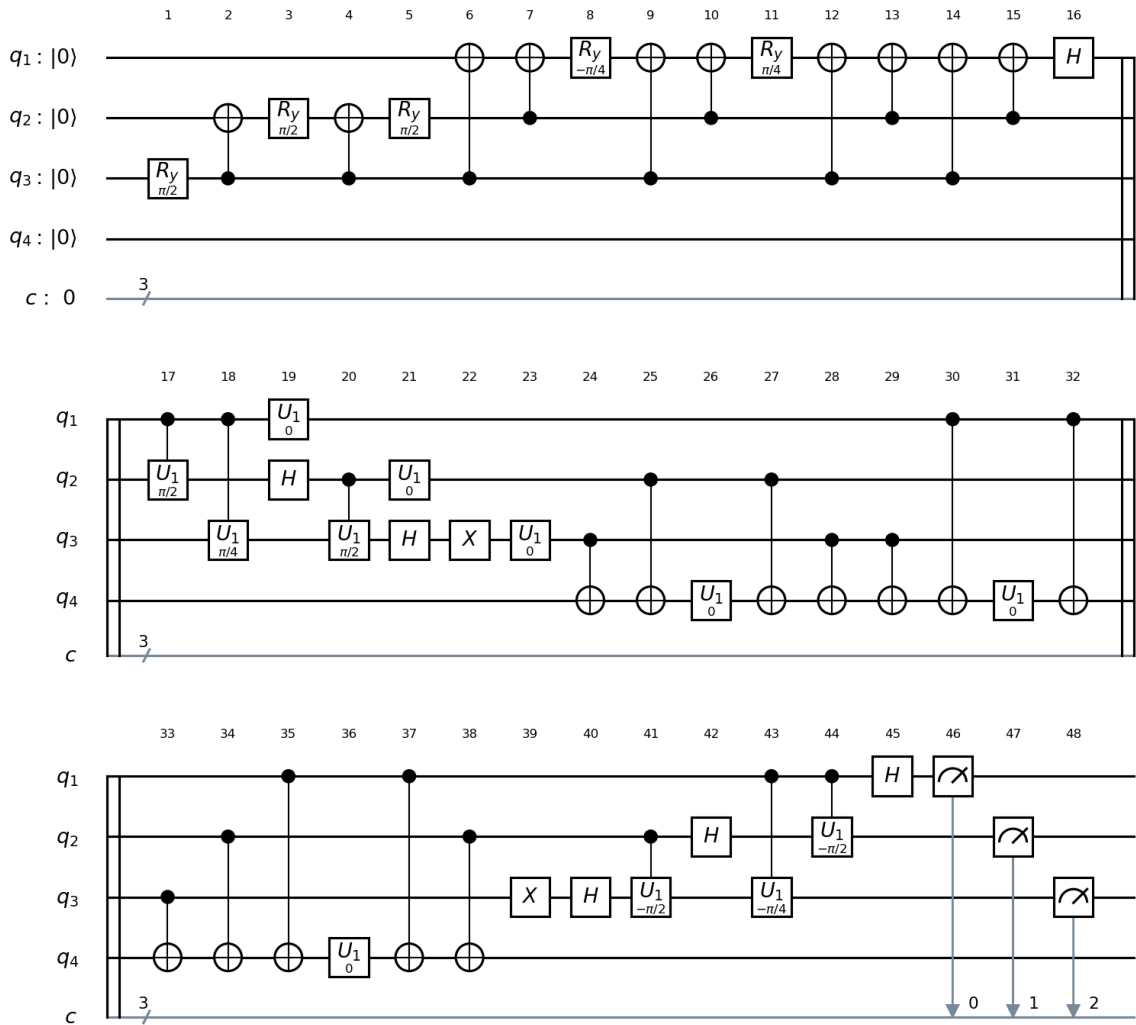 1 2 3 4 5 6 7 8 9 10 11 12 13 14 15 16
q₁ : |0⟩ Ry −π/4 Ry π/4 H
q₂ : |0⟩ Ry π/2 Ry π/2
q₃ : |0⟩ Ry π/2
q₄ : |0⟩
c : 0 3
17 18 19 20 21 22 23 24 25 26 27 28 29 30 31 32
q₁ U₁ 0
q₂ U₁ π/2 H U₁ 0
q₃ U₁ π/4 U₁ π/2 H X U₁ 0
q₄ U₁ 0 U₁ 0
c 3
33 34 35 36 37 38 39 40 41 42 43 44 45 46 47 48
q₁ H
q₂ H U₁ −π/2
q₃ X H U₁ −π/2 U₁ −π/4
q₄ U₁ 0
c 3 0 1 2